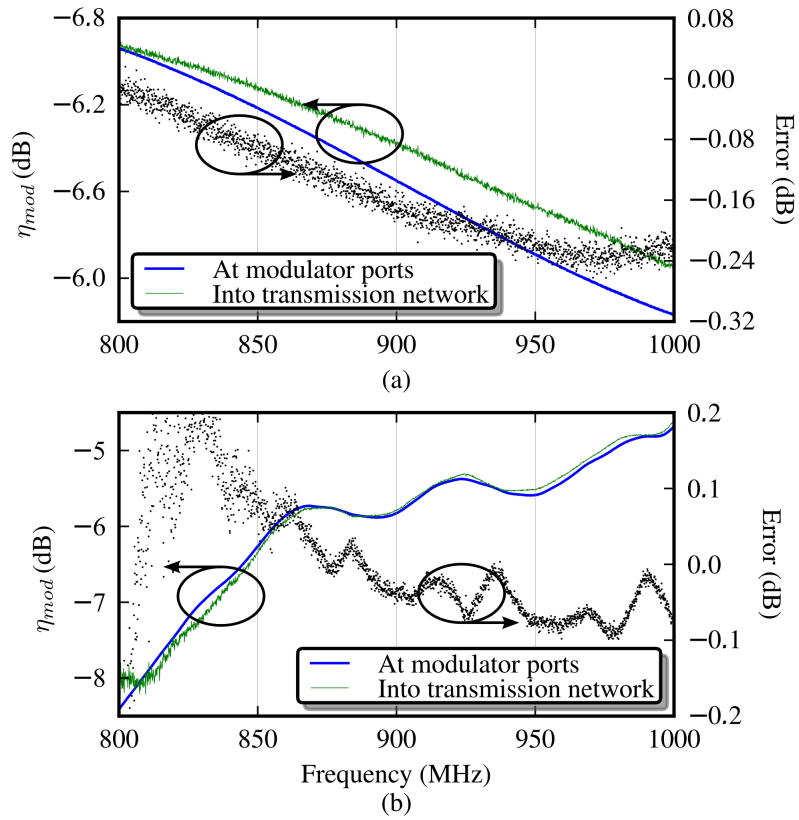 −6.8
−6.2
−6.6
−6.0
η_mod (dB)
0.08
0.00
−0.08
−0.16
−0.24
−0.32
Error (dB)
At modulator ports
Into transmission network
800 850 900 950 1000
(a)
−5
−6
−7
−8
η_mod (dB)
0.2
0.1
0.0
−0.1
−0.2
Error (dB)
At modulator ports
Into transmission network
800 850 900 950 1000
Frequency (MHz)
(b)